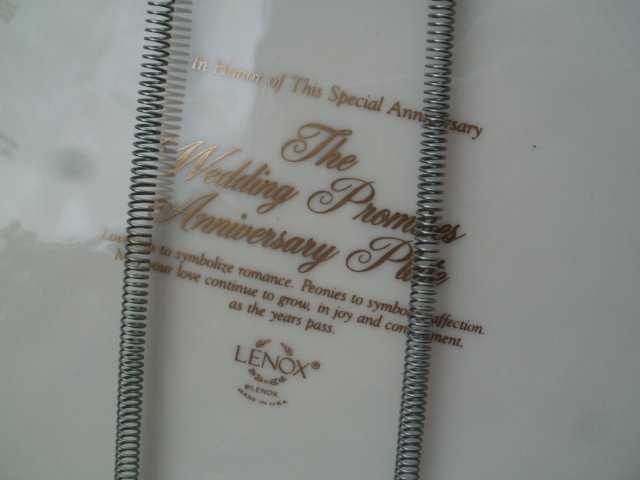 In Honor of This Special Anniversary
The
Wedding Promises
Anniversary Plate
to symbolize romance. Peonies to symbolize affection.
your love continue to grow, in joy and contentment,
as the years pass.
LENOX®
©LENOX
MADE IN U.S.A.